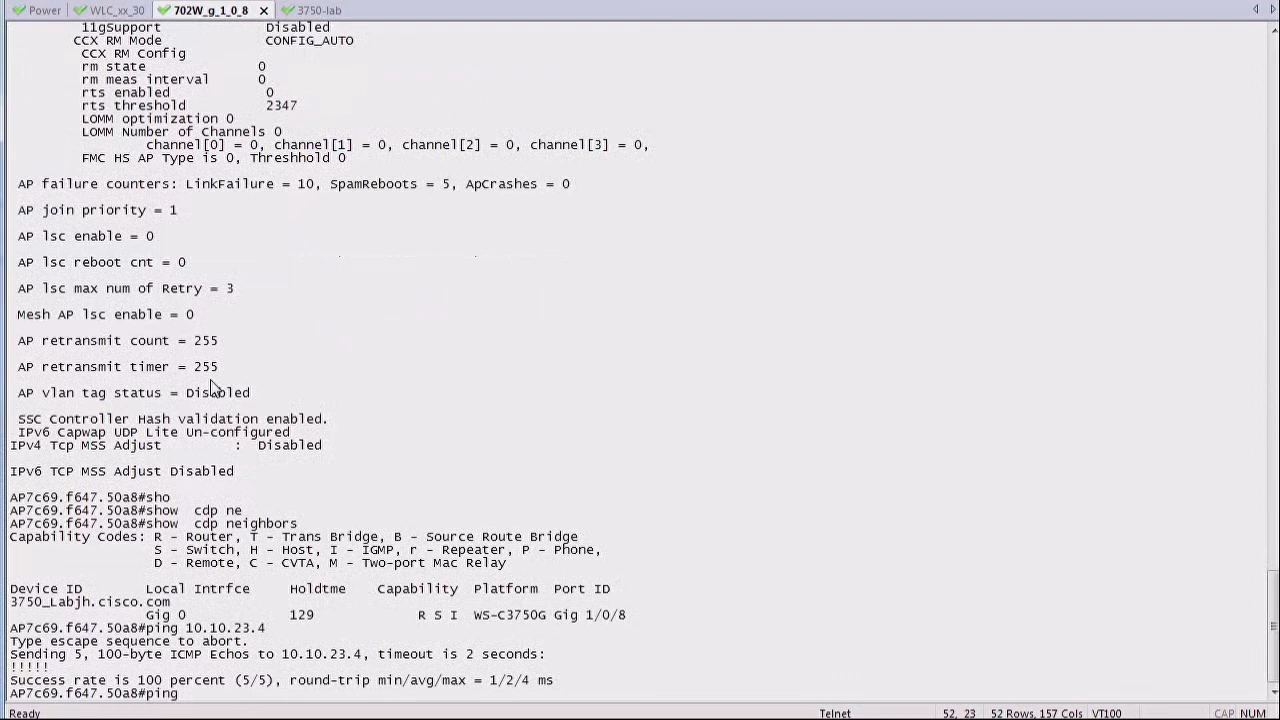 Power WLC_xx_30 702W_g_1_0_8 3750-lab
11gSupport Disabled
CCX RM Mode CONFIG_AUTO
CCX RM Config
rm state 0
rm meas interval 0
rts enabled 0
rts threshold 2347
LOMM optimization 0
LOMM Number of Channels 0
channel[0] = 0, channel[1] = 0, channel[2] = 0, channel[3] = 0,
FMC HS AP Type is 0, Threshhold 0
AP failure counters: LinkFailure = 10, SpamReboots = 5, ApCrashes = 0
AP join priority = 1
AP lsc enable = 0
AP lsc reboot cnt = 0
AP lsc max num of Retry = 3
Mesh AP lsc enable = 0
AP retransmit count = 255
AP retransmit timer = 255
AP vlan tag status = Disabled
SSC Controller Hash validation enabled.
IPv6 Capwap UDP Lite Un-configured
IPv4 Tcp MSS Adjust : Disabled
IPv6 TCP MSS Adjust Disabled
AP7c69.f647.50a8#sho
AP7c69.f647.50a8#show cdp ne
AP7c69.f647.50a8#show cdp neighbors
Capability Codes: R - Router, T - Trans Bridge, B - Source Route Bridge
S - Switch, H - Host, I - IGMP, r - Repeater, P - Phone,
D - Remote, C - CVTA, M - Two-port Mac Relay
Device ID Local Intrfce Holdtme Capability Platform Port ID
3750_Labjh.cisco.com
Gig 0 129 R S I WS-C3750G Gig 1/0/8
AP7c69.f647.50a8#ping 10.10.23.4
Type escape sequence to abort.
Sending 5, 100-byte ICMP Echos to 10.10.23.4, timeout is 2 seconds:
!!!!!
Success rate is 100 percent (5/5), round-trip min/avg/max = 1/2/4 ms
AP7c69.f647.50a8#ping
Ready Telnet 52, 23 52 Rows, 157 Cols VT100 CAP NUM